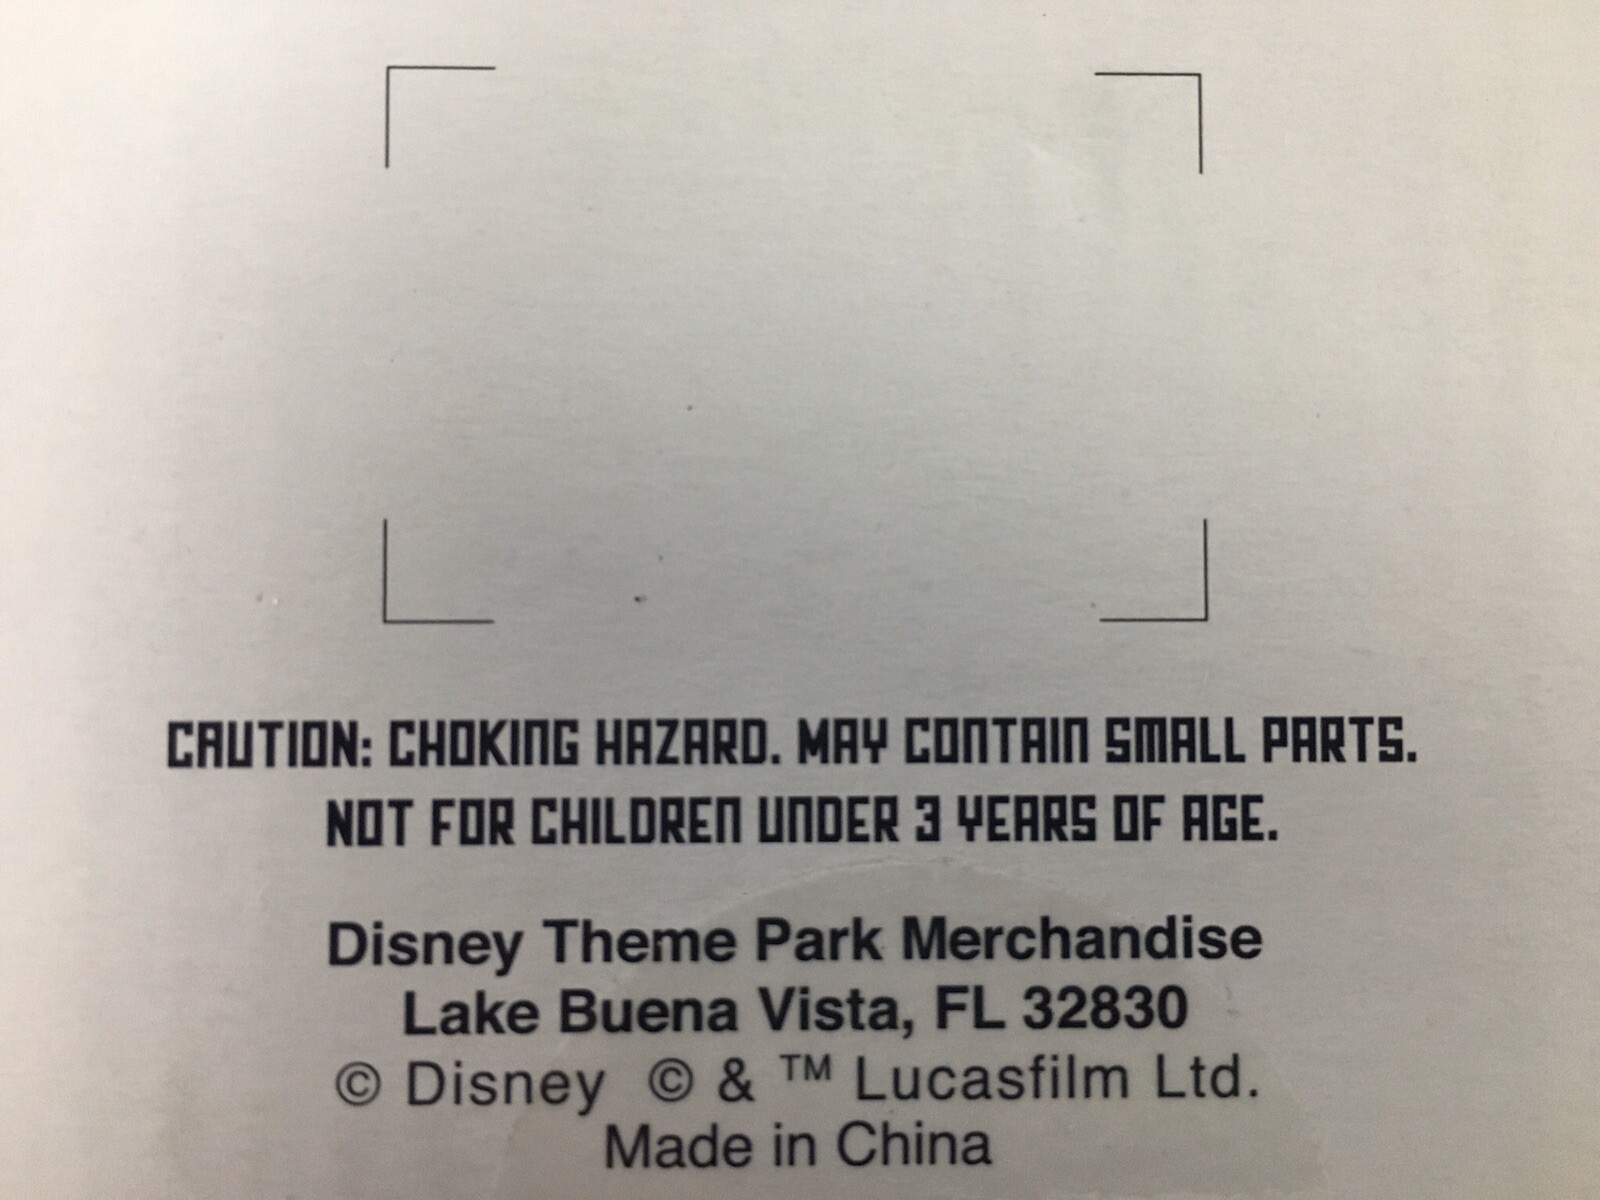 CAUTION: CHOKING HAZARD. MAY CONTAIN SMALL PARTS.
NOT FOR CHILDREN UNDER 3 YEARS OF AGE.
Disney Theme Park Merchandise
Lake Buena Vista, FL 32830
© Disney © & ™ Lucasfilm Ltd.
Made in China